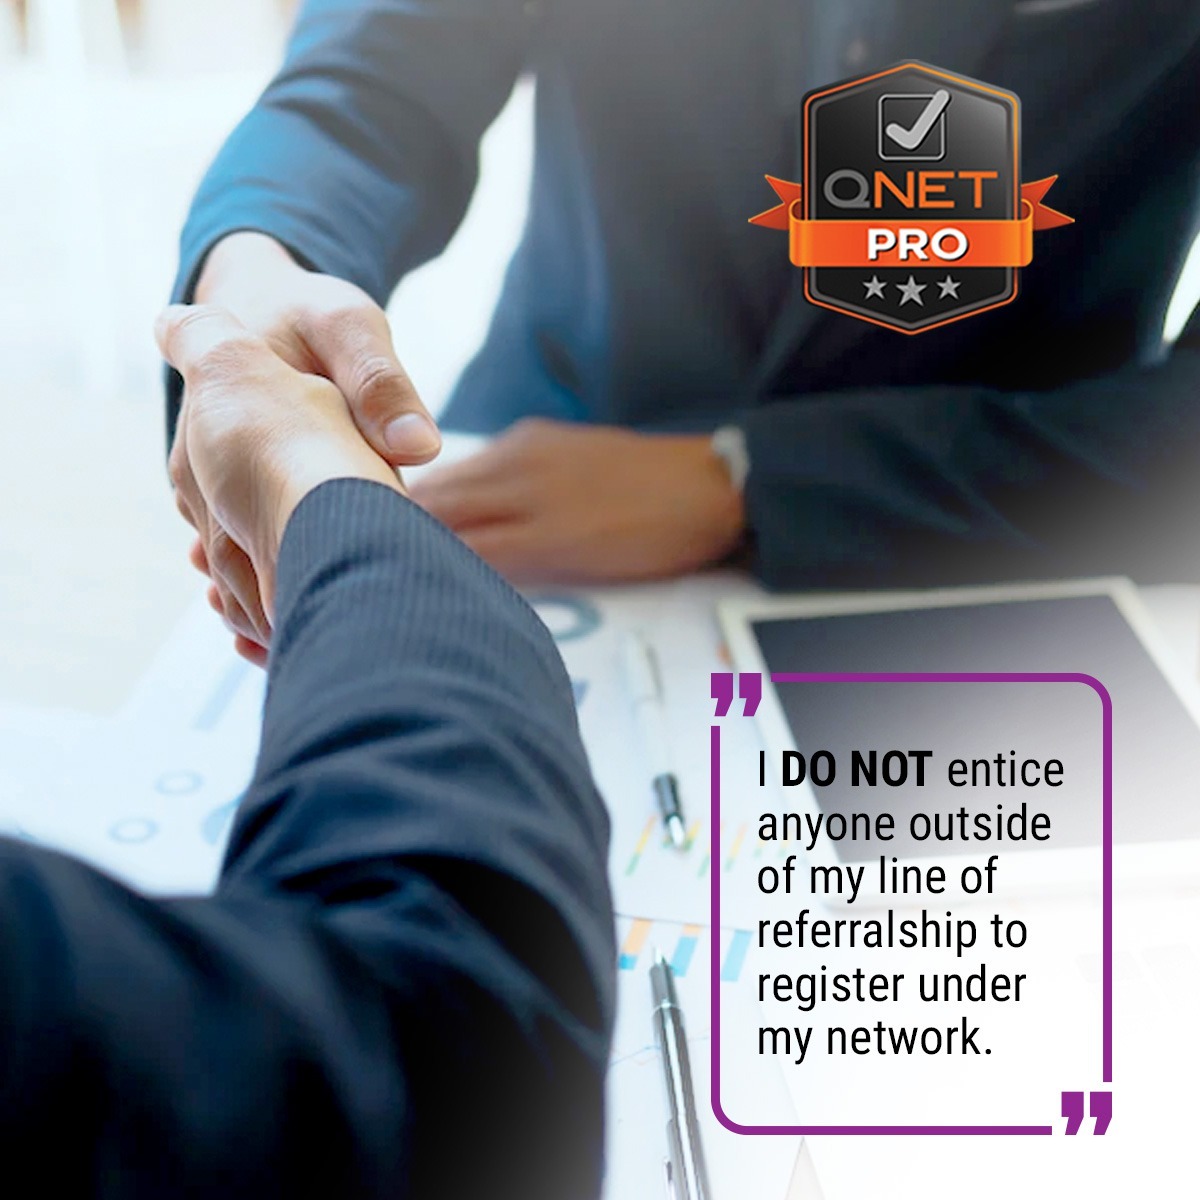 QNET
PRO
I DO NOT entice
anyone outside
of my line of
referralship to
register under
my network.